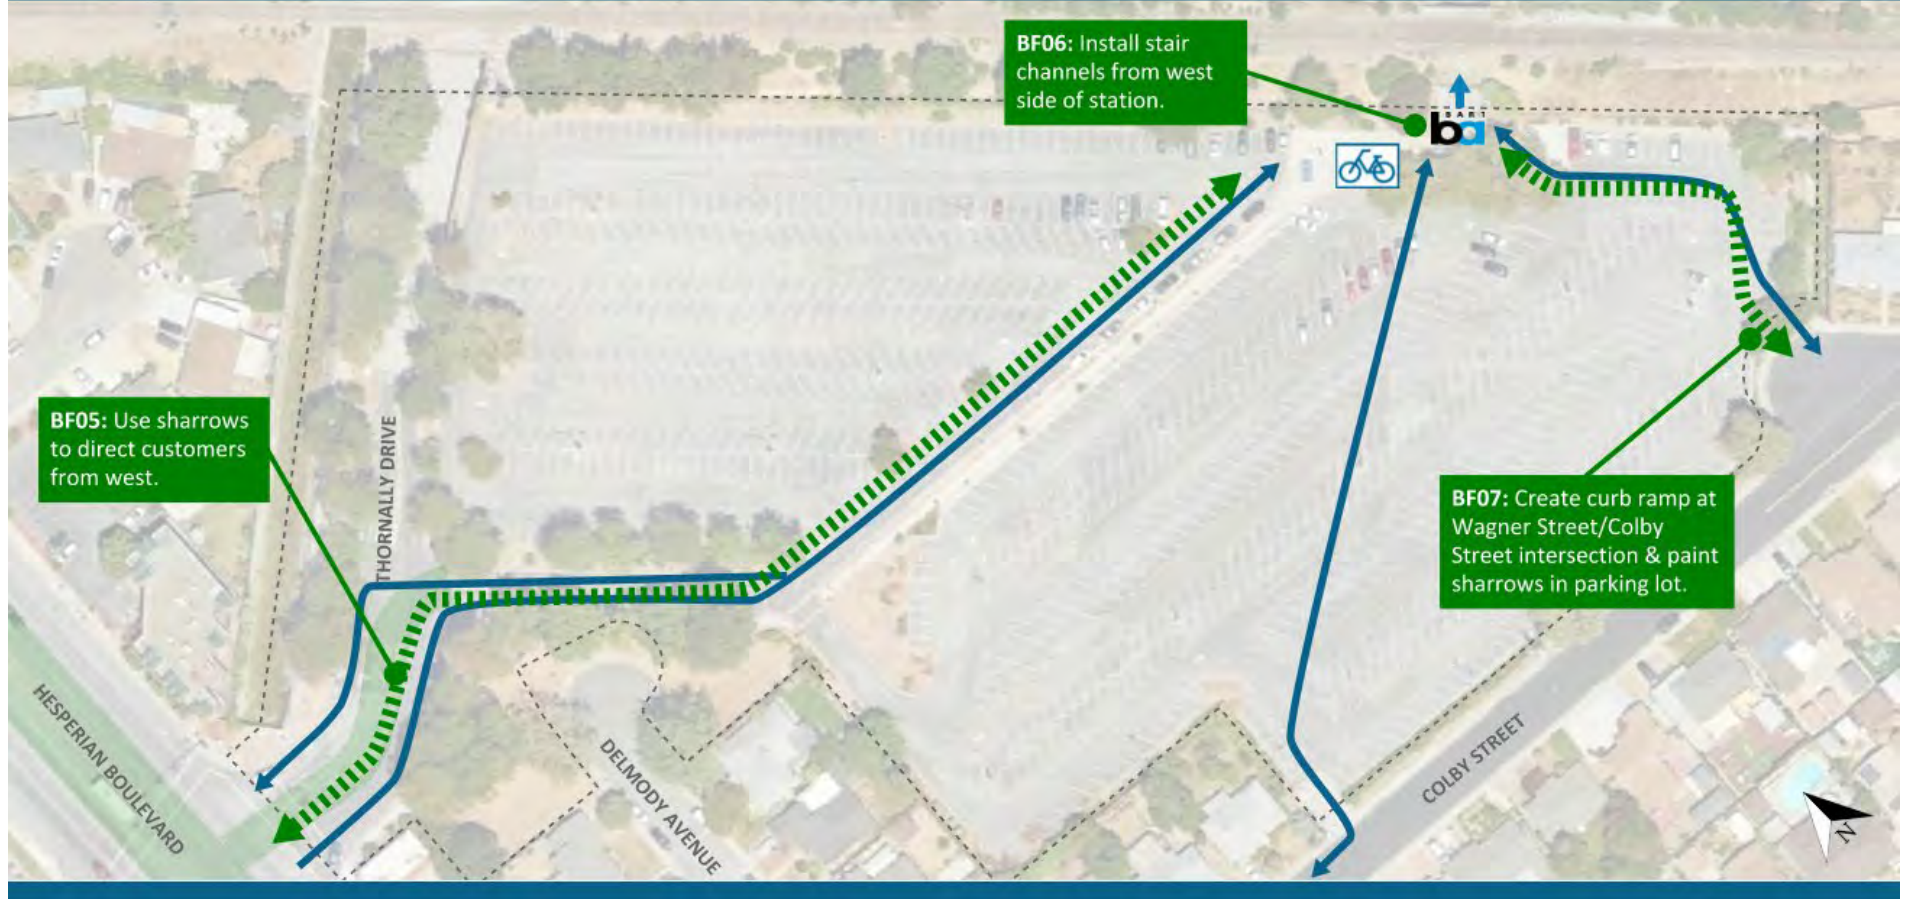 BF06: Install stair
channels from west
side of station.
BART
ba
BF05: Use sharrows
to direct customers
from west.
THORNALLY DRIVE
BF07: Create curb ramp at
Wagner Street/Colby
Street intersection & paint
sharrows in parking lot.
HESPERIAN BOULEVARD
DELMODY AVENUE
COLBY STREET
N